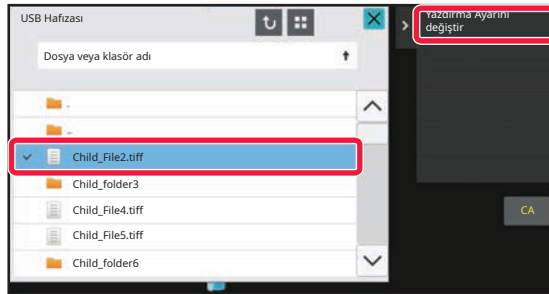 USB Hafızası
Yazdırma Ayarını
değiştir
Dosya veya klasör adı
.
..
Child_File2.tiff
Child_folder3
Child_File4.tiff
Child_File5.tiff
Child_folder6
CA